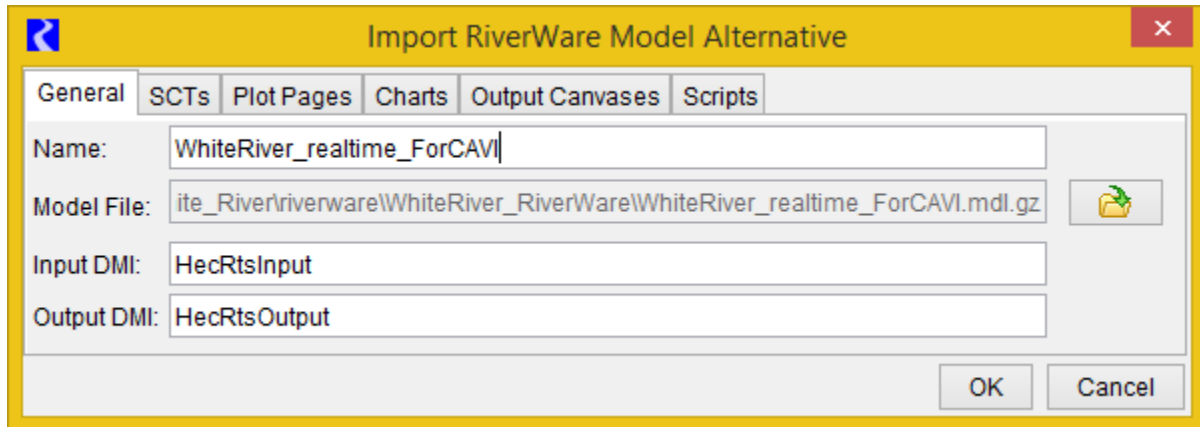 Import RiverWare Model Alternative
General SCTs Plot Pages Charts Output Canvases Scripts
Name: WhiteRiver_realtime_ForCAVI
Model File: ite_River\riverware\WhiteRiver_RiverWare\WhiteRiver_realtime_ForCAVI.mdl.gz
Input DMI: HecRtsInput
Output DMI: HecRtsOutput
OK Cancel